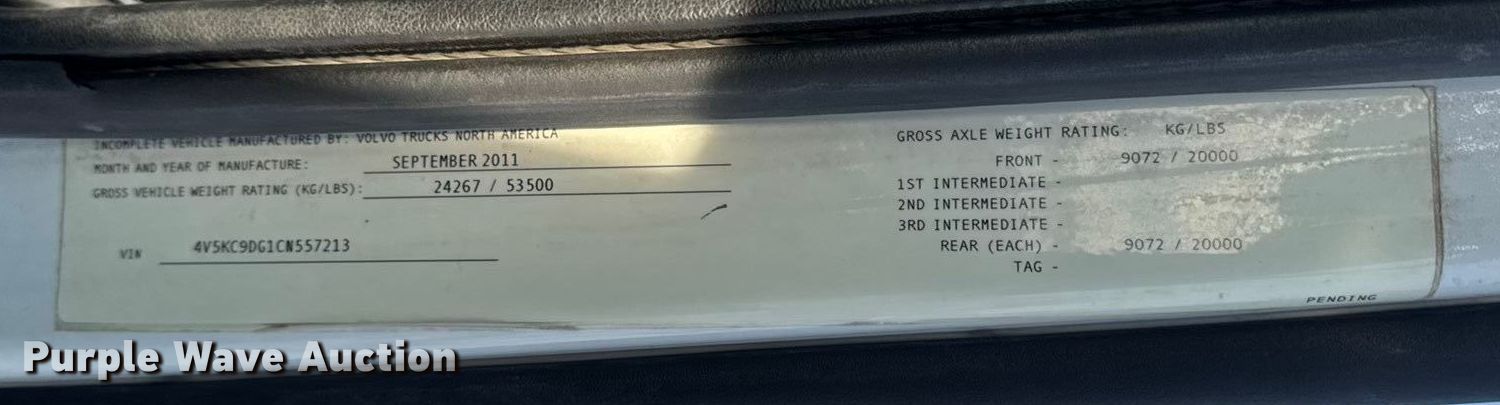 INCOMPLETE VEHICLE MANUFACTURED BY: VOLVO TRUCKS NORTH AMERICA
MONTH AND YEAR OF MANUFACTURE: SEPTEMBER 2011
GROSS VEHICLE WEIGHT RATING (KG/LBS): 24267 / 53500
VIN 4V5KC9DG1CN557213
GROSS AXLE WEIGHT RATING: KG/LBS
FRONT - 9072 / 20000
1ST INTERMEDIATE -
2ND INTERMEDIATE -
3RD INTERMEDIATE -
REAR (EACH) - 9072 / 20000
TAG -
PENDING
Purple Wave Auction